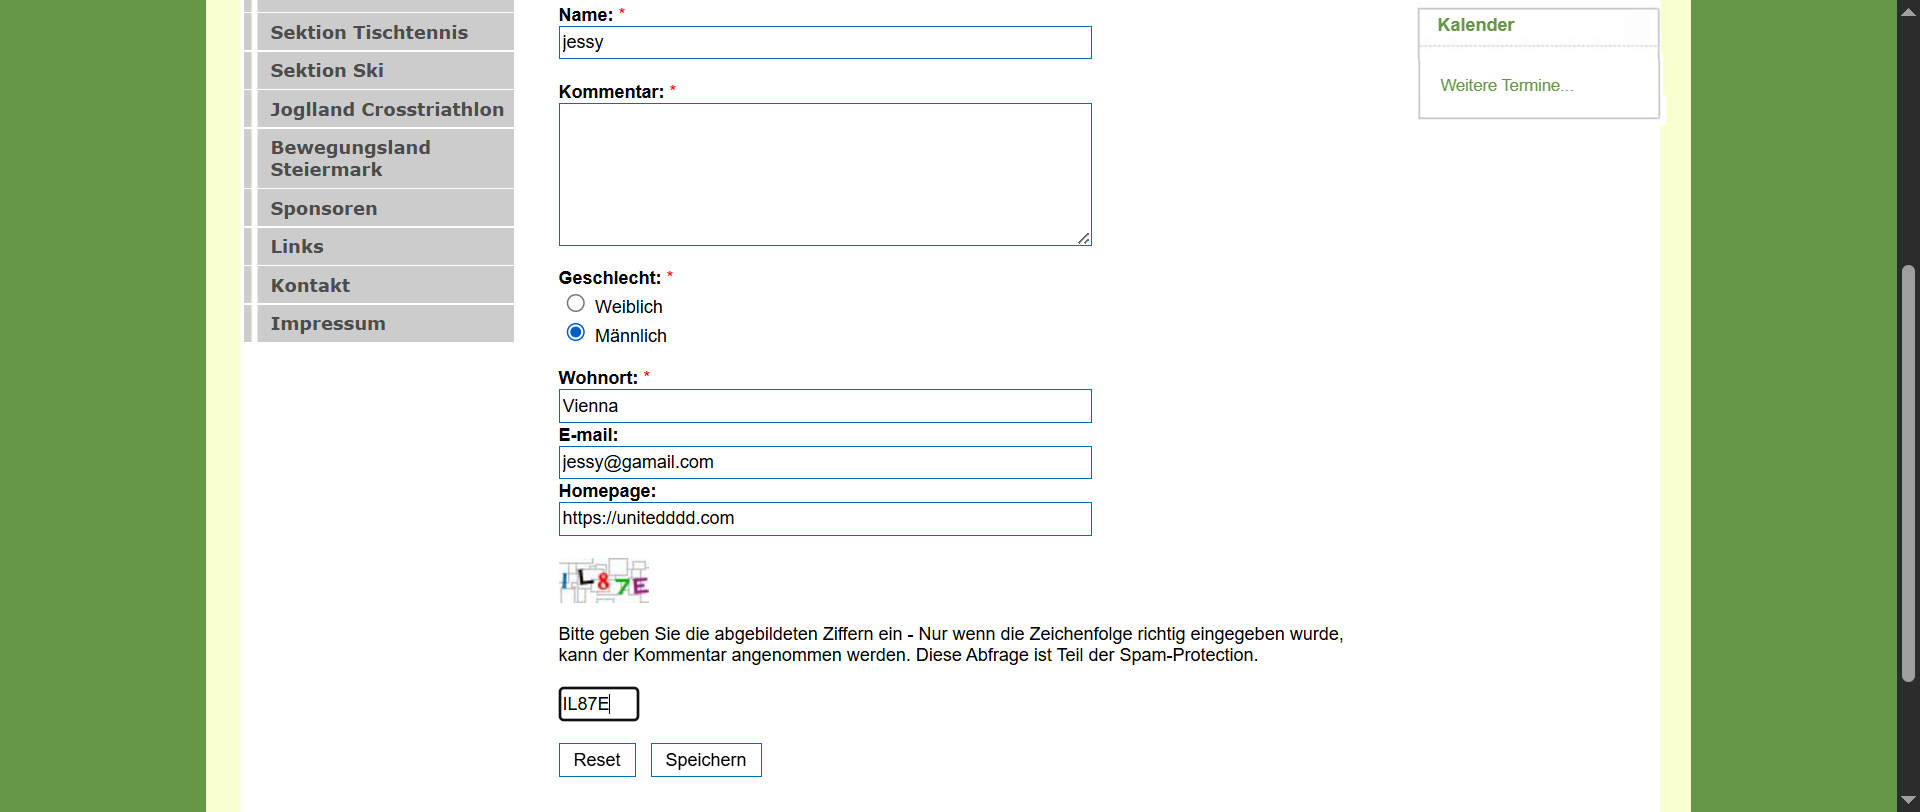 Sektion Tischtennis
Sektion Ski
Joglland Crosstriathlon
Bewegungsland
Steiermark
Sponsoren
Links
Kontakt
Impressum
Name: *
jessy
Kommentar: *
Geschlecht: *
Weiblich
Männlich
Wohnort: *
Vienna
E-mail:
jessy@gamail.com
Homepage:
https://unitedddd.com
IL87E
Bitte geben Sie die abgebildeten Ziffern ein - Nur wenn die Zeichenfolge richtig eingegeben wurde,
kann der Kommentar angenommen werden. Diese Abfrage ist Teil der Spam-Protection.
IL87E
Reset
Speichern
Kalender
Weitere Termine...